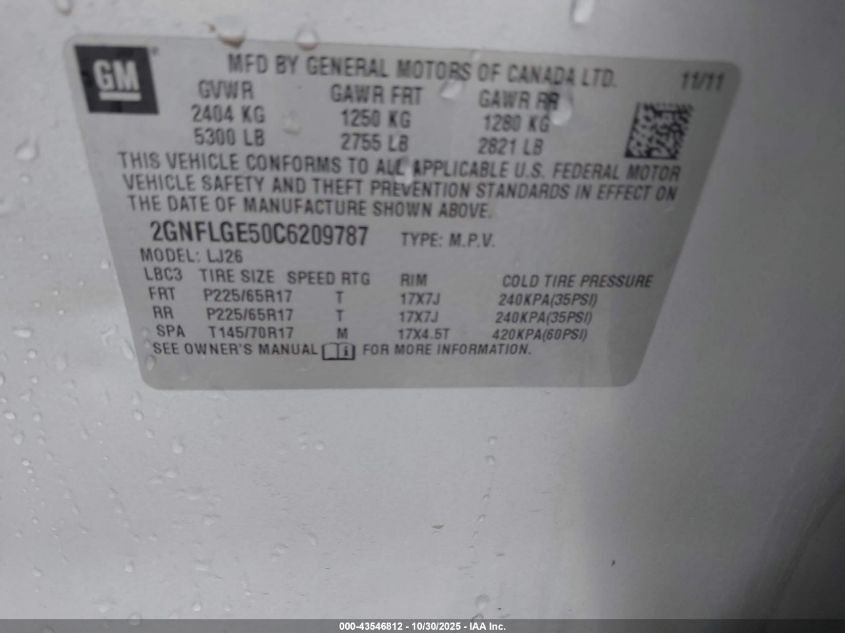 GM
MFD BY GENERAL MOTORS OF CANADA LTD. 11/11
GVWR GAWR FRT GAWR RR
2404 KG 1250 KG 1280 KG
5300 LB 2755 LB 2821 LB
THIS VEHICLE CONFORMS TO ALL APPLICABLE U.S. FEDERAL MOTOR
VEHICLE SAFETY AND THEFT PREVENTION STANDARDS IN EFFECT ON
THE DATE OF MANUFACTURE SHOWN ABOVE.
2GNFLGE50C6209787 TYPE: M.P.V.
MODEL: LJ26
LBC3 TIRE SIZE SPEED RTG RIM COLD TIRE PRESSURE
FRT P225/65R17 T 17X7J 240KPA(35PSI)
RR P225/65R17 T 17X7J 240KPA(35PSI)
SPA T145/70R17 M 17X4.5T 420KPA(60PSI)
SEE OWNER'S MANUAL FOR MORE INFORMATION.
000-43546812 - 10/30/2025 - IAA Inc.